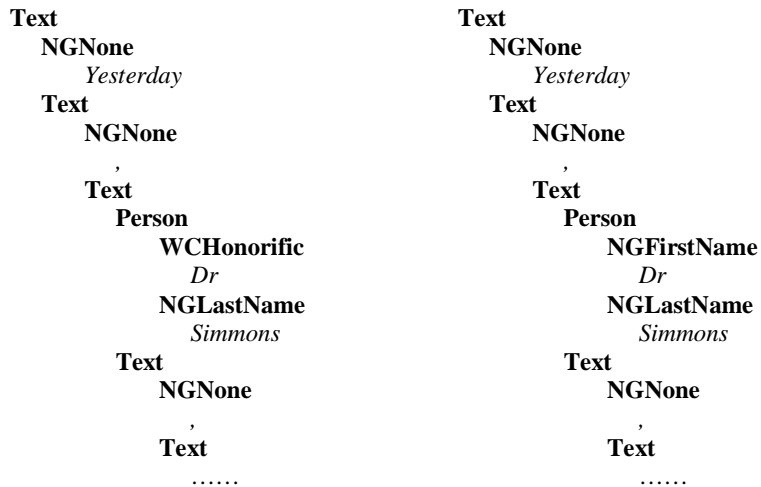 Text
NGNone
Yesterday
Text
NGNone
,
Text
Person
WCHonorific
Dr
NGLastName
Simmons
Text
NGNone
,
Text
……
Text
NGNone
Yesterday
Text
NGNone
,
Text
Person
NGFirstName
Dr
NGLastName
Simmons
Text
NGNone
,
Text
……